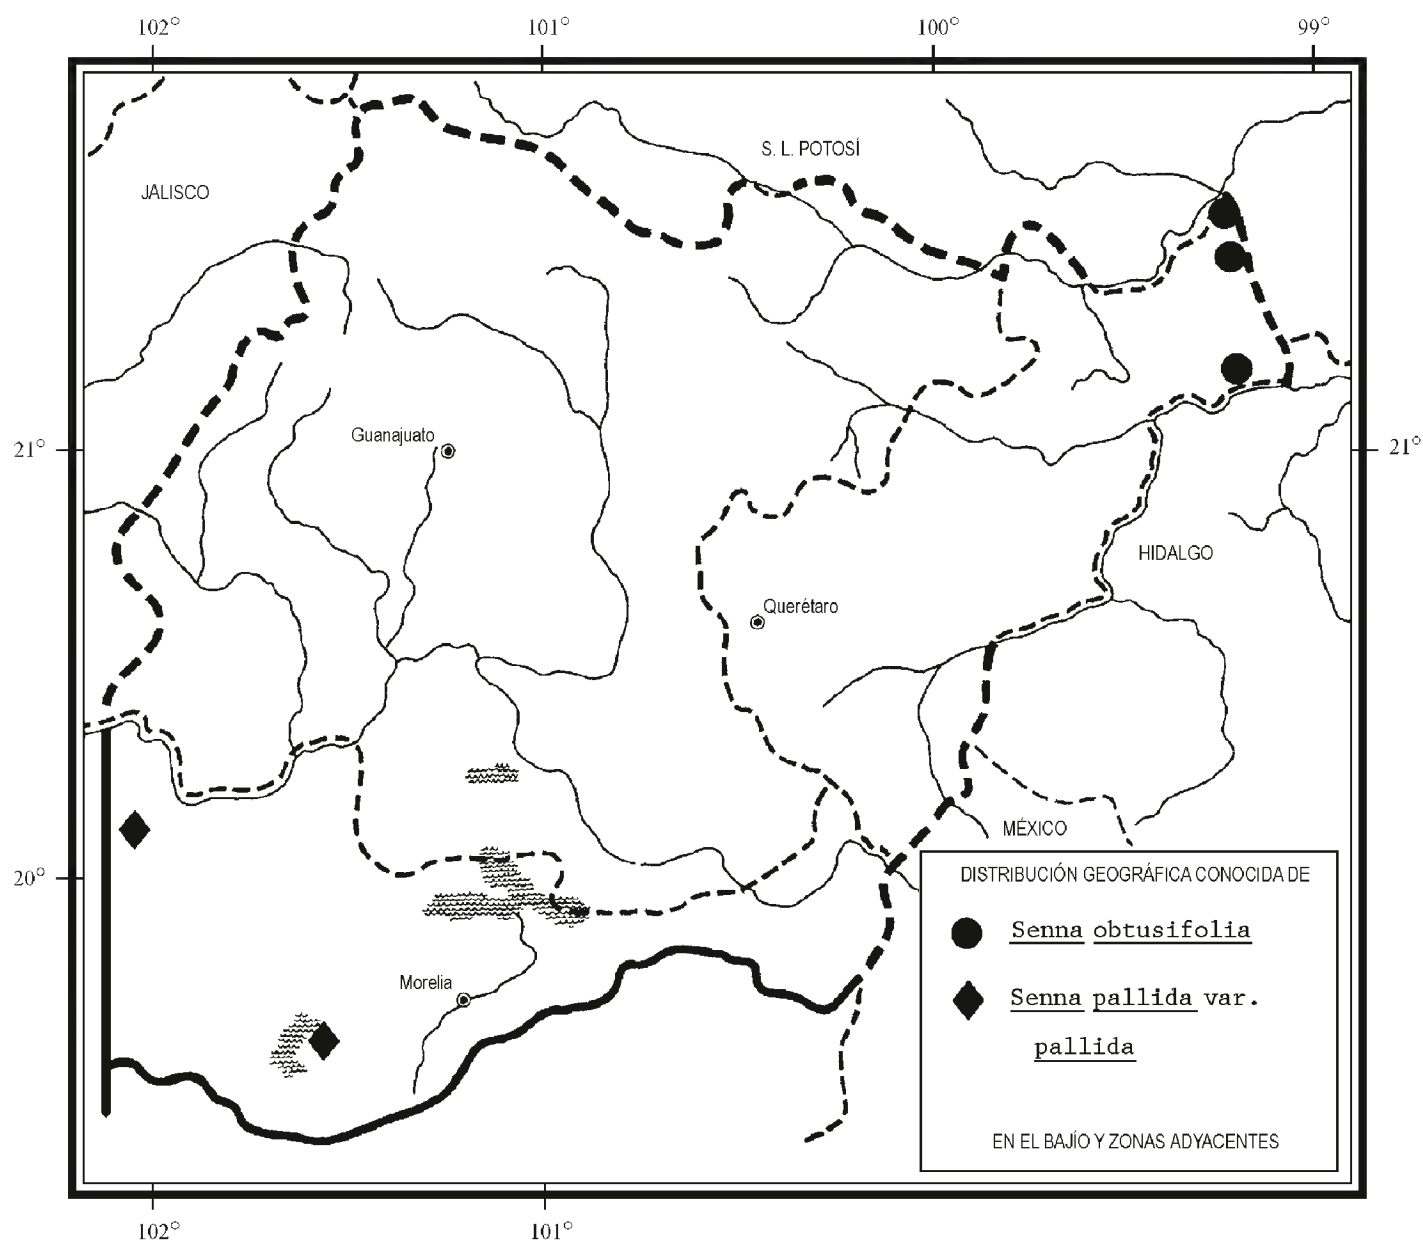 102° 101° 100° 99°
S. L. POTOSÍ
JALISCO
Guanajuato
21° 21°
HIDALGO
Querétaro
MÉXICO
20°
DISTRIBUCIÓN GEOGRÁFICA CONOCIDA DE
Senna obtusifolia
Morelia
Senna pallida var.
pallida
EN EL BAJÍO Y ZONAS ADYACENTES
102° 101°